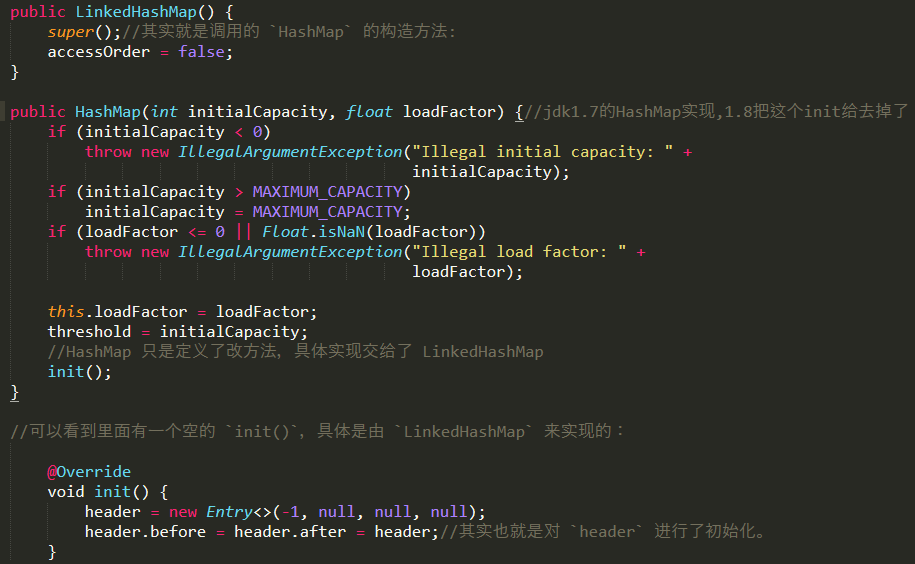 public LinkedHashMap() {
    super();//其实就是调用的 `HashMap` 的构造方法:
    accessOrder = false;
}
public HashMap(int initialCapacity, float loadFactor) {//jdk1.7的HashMap实现,1.8把这个init给去掉了
    if (initialCapacity < 0)
        throw new IllegalArgumentException("Illegal initial capacity: " +
                                           initialCapacity);
    if (initialCapacity > MAXIMUM_CAPACITY)
        initialCapacity = MAXIMUM_CAPACITY;
    if (loadFactor <= 0 || Float.isNaN(loadFactor))
        throw new IllegalArgumentException("Illegal load factor: " +
                                           loadFactor);
    this.loadFactor = loadFactor;
    threshold = initialCapacity;
    //HashMap 只是定义了改方法，具体实现交给了 LinkedHashMap
    init();
}
//可以看到里面有一个空的 `init()`，具体是由 `LinkedHashMap` 来实现的：
    @Override
    void init() {
        header = new Entry<>(-1, null, null, null);
        header.before = header.after = header;//其实也就是对 `header` 进行了初始化。
    }